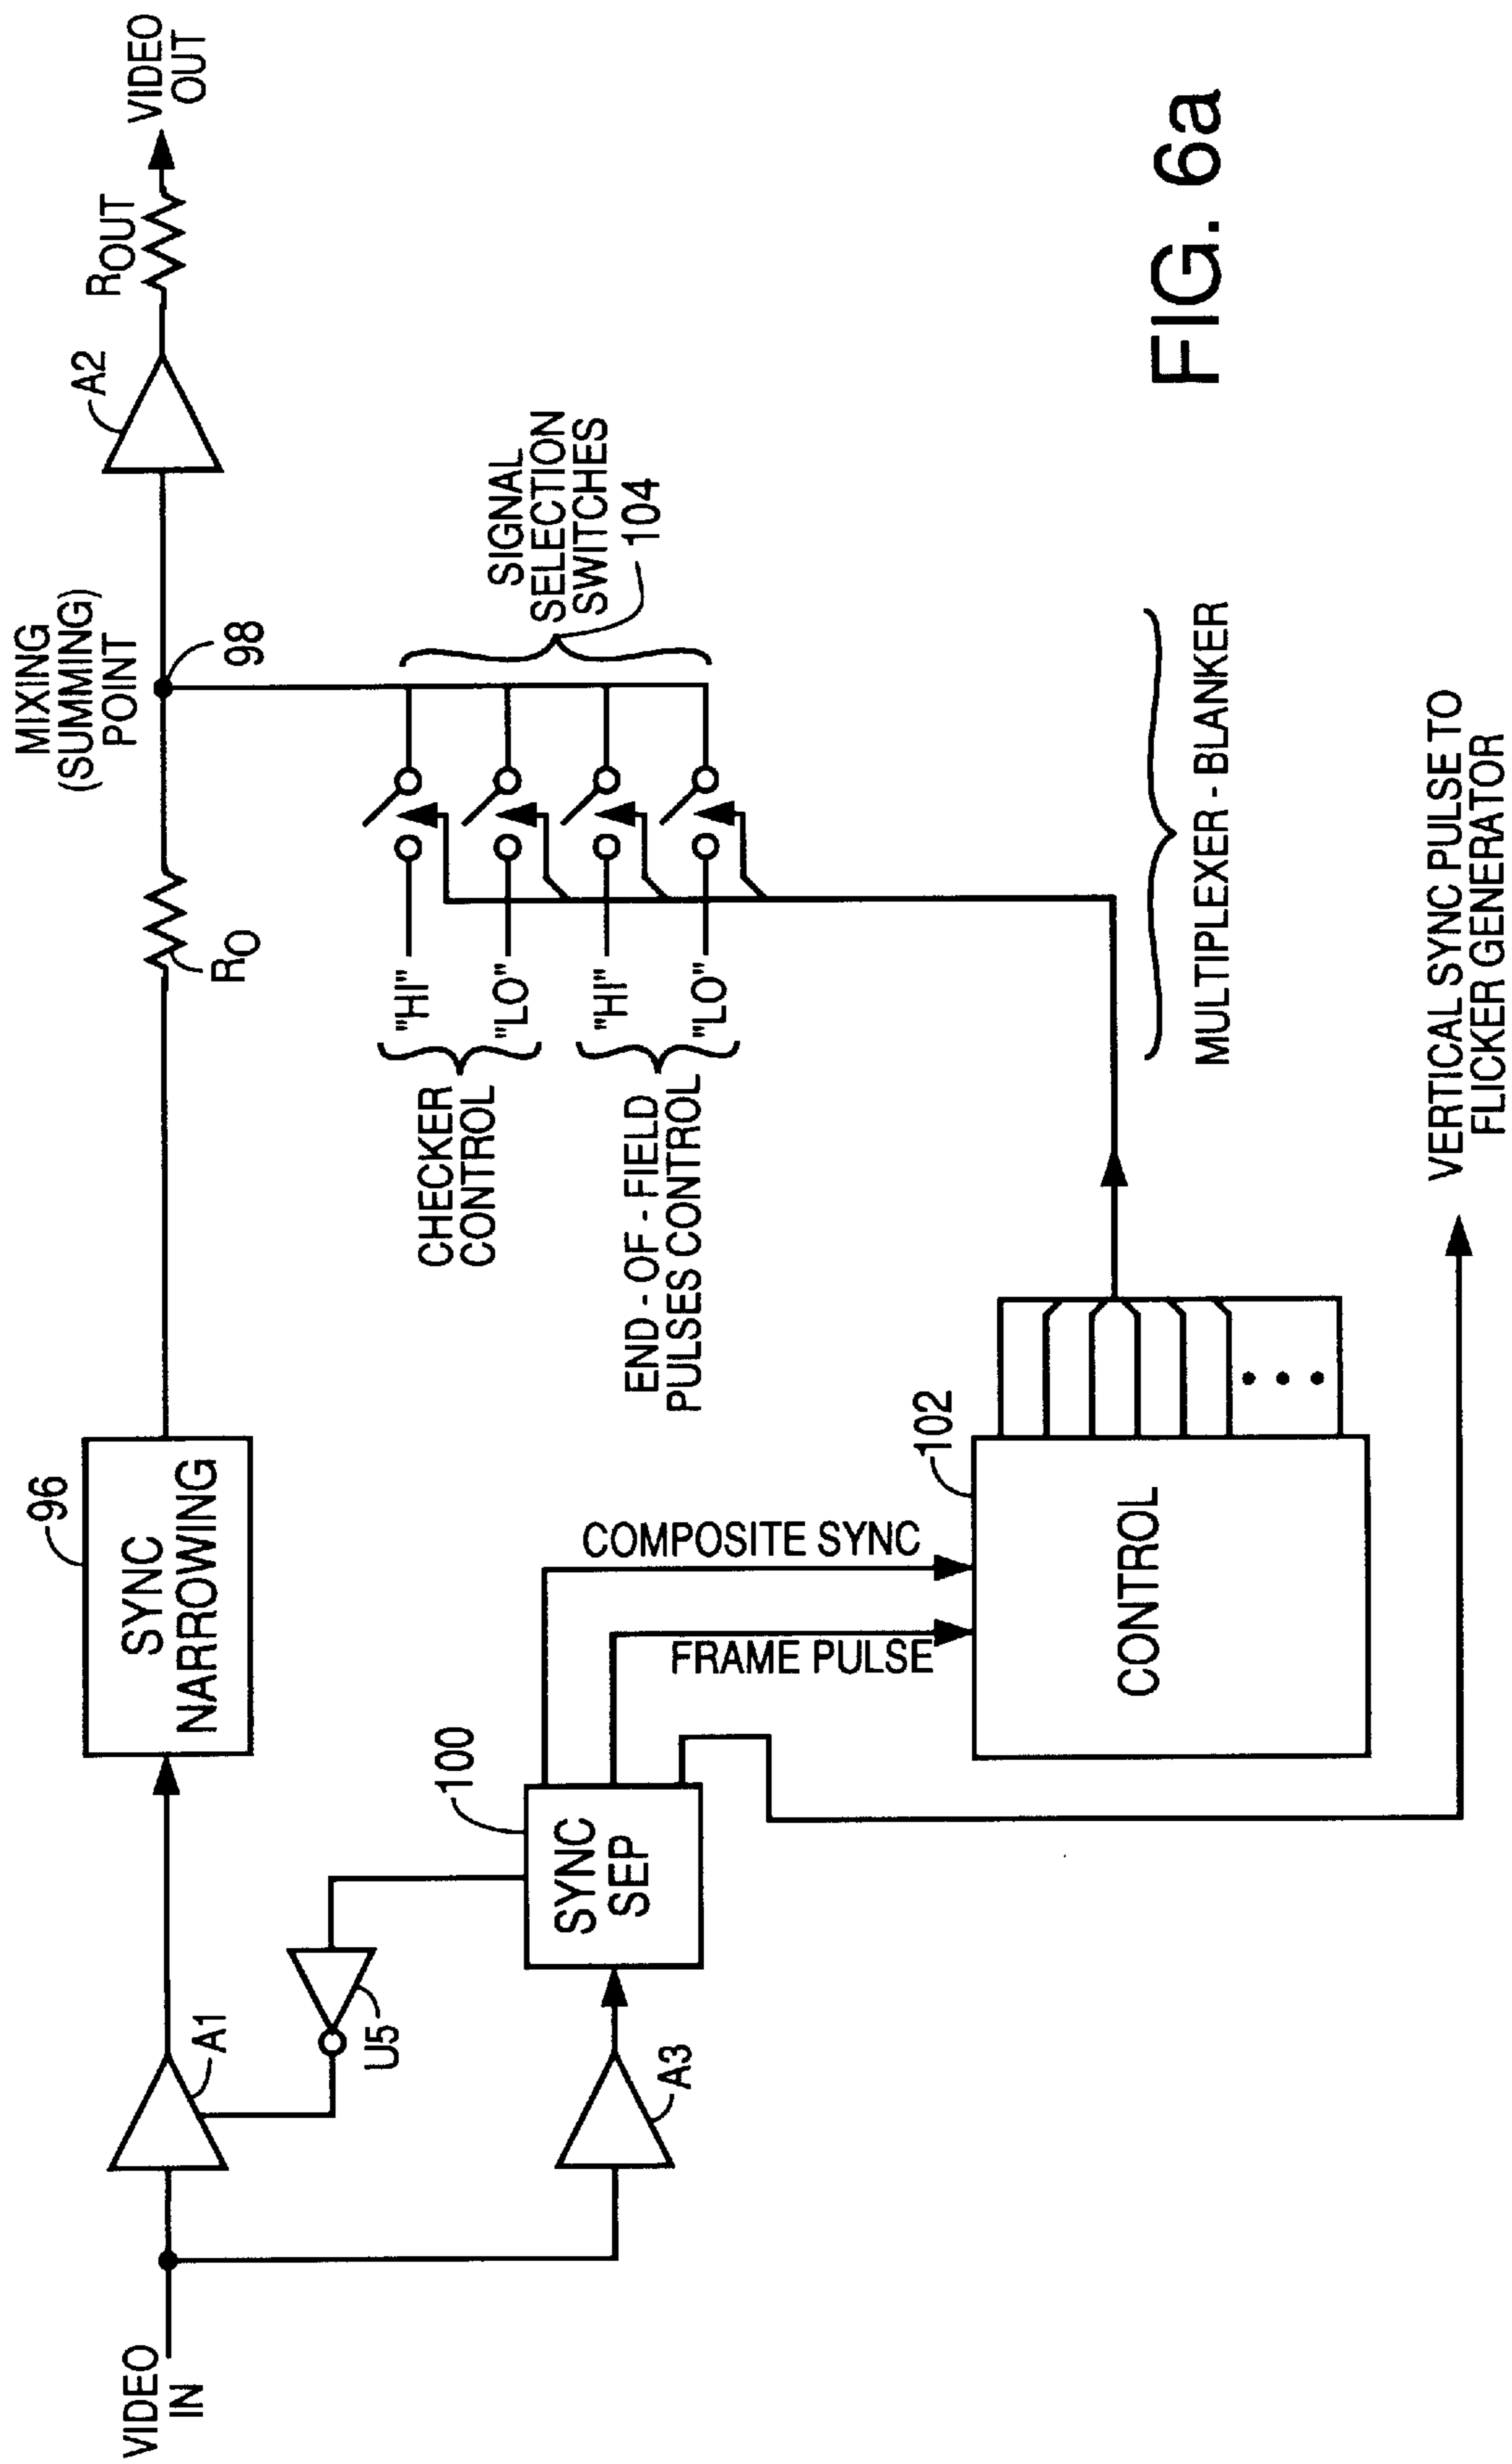 VIDEO
IN
A1
U5
A3
96
SYNC
NARROWING
100
SYNC
SEP
COMPOSITE SYNC
FRAME PULSE
102
CONTROL
RO
MIXING
(SUMMING)
POINT
98
A2
ROUT
VIDEO
OUT
CHECKER
CONTROL
"HI"
"LO"
END - OF - FIELD
PULSES CONTROL
"HI"
"LO"
SIGNAL
SELECTION
SWITCHES
104
MULTIPLEXER - BLANKER
VERTICAL SYNC PULSE TO
FLICKER GENERATOR
FIG. 6a